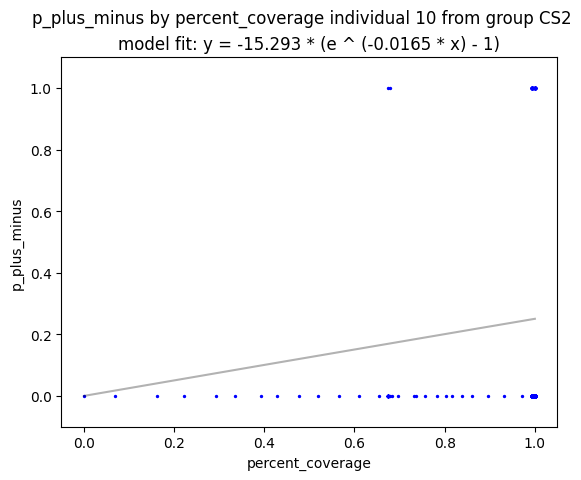 p_plus_minus by percent_coverage individual 10 from group CS2
model fit: y = -15.293 * (e ^ (-0.0165 * x) - 1)
1.0
0.8
0.6
0.4
0.2
0.0
p_plus_minus
0.0 0.2 0.4 0.6 0.8 1.0
percent_coverage